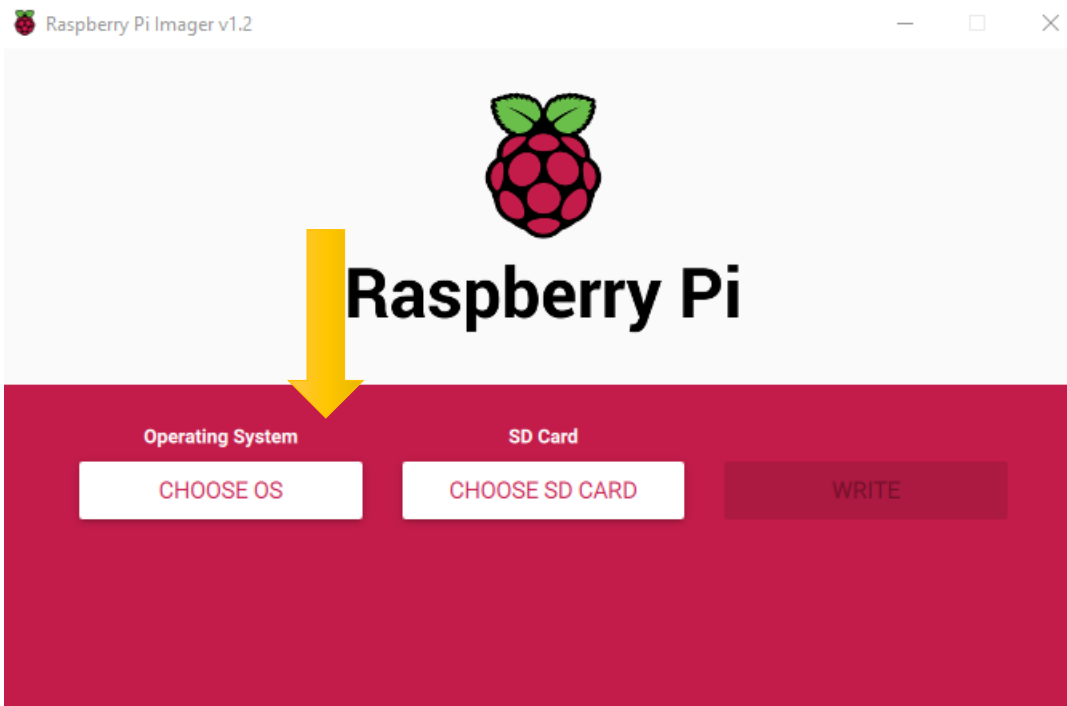 Raspberry Pi Imager v1.2
Raspberry Pi
Operating System
SD Card
CHOOSE OS
CHOOSE SD CARD
WRITE